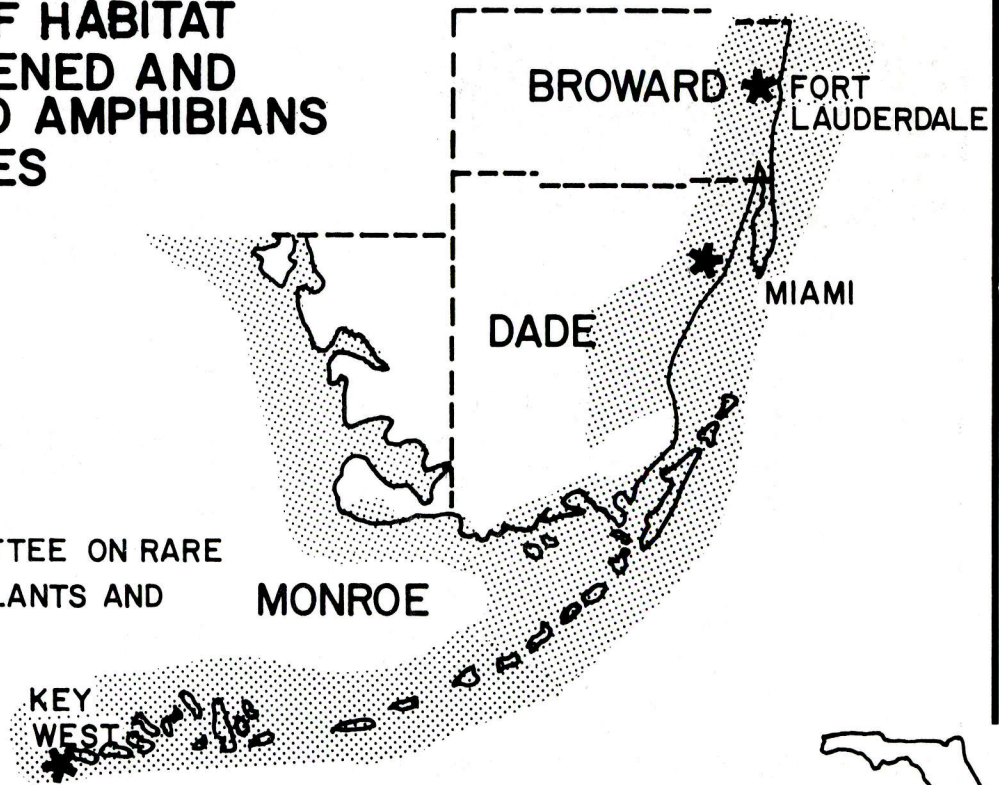 F HABITAT
ENED AND
D AMPHIBIANS
ES
BROWARD
FORT
LAUDERDALE
MIAMI
DADE
TTEE ON RARE
LANTS AND
MONROE
KEY
WEST